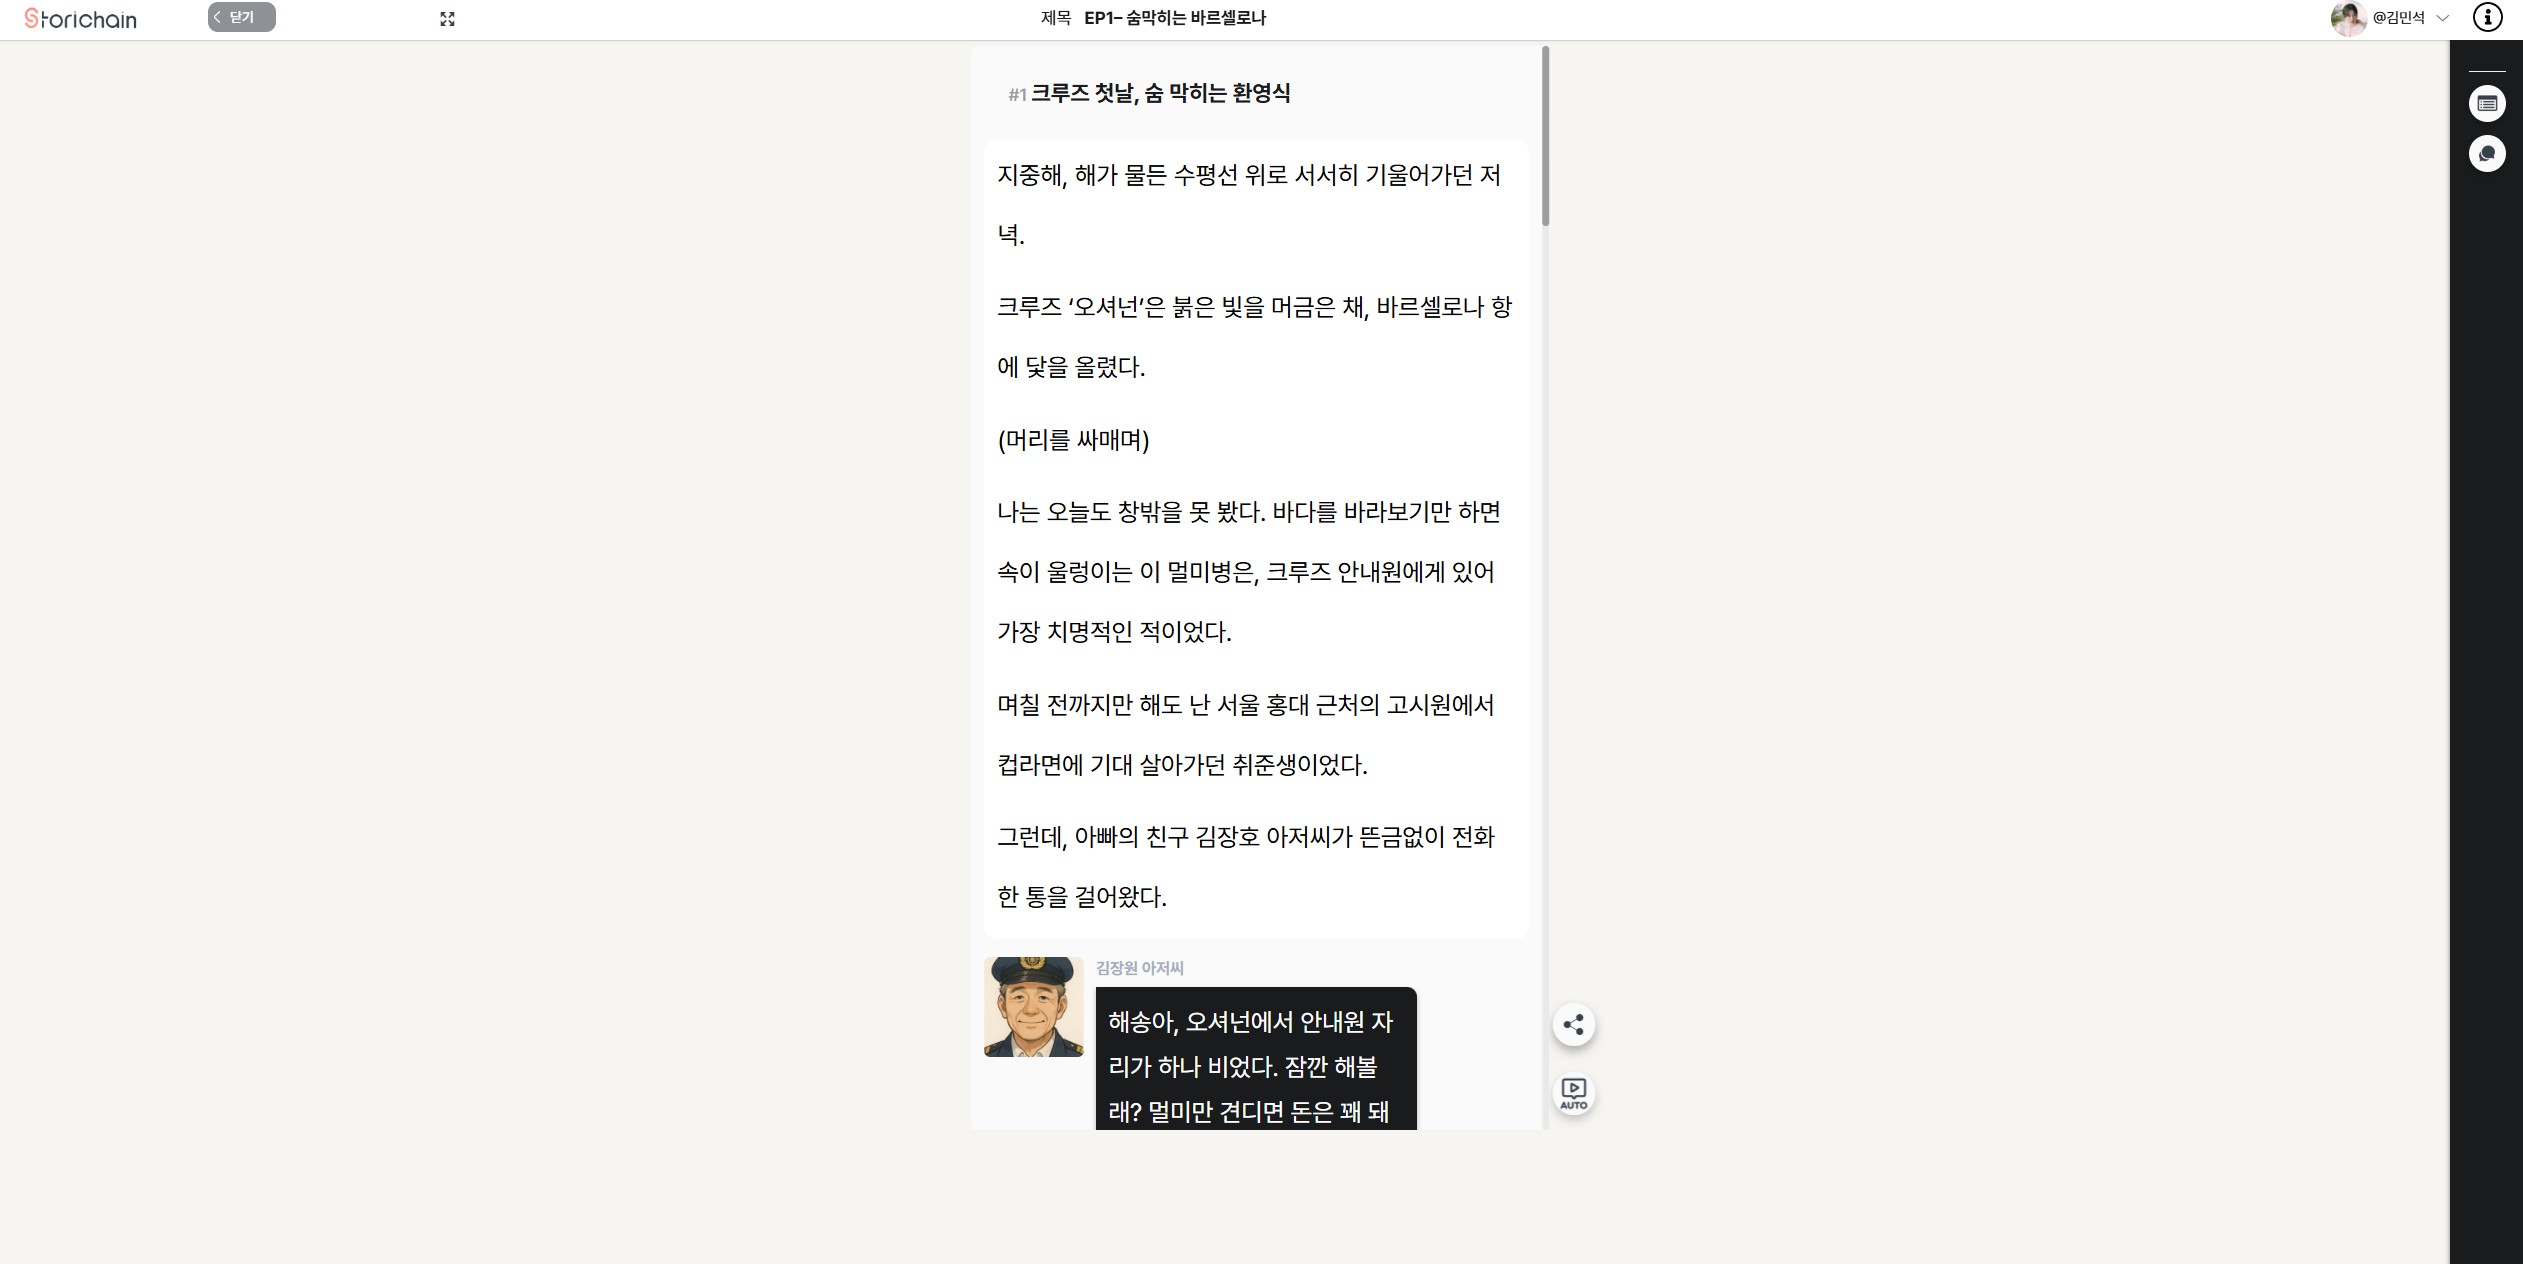 Storichain
닫기
제목 EP1– 숨막히는 바르셀로나
@김민석
#1 크루즈 첫날, 숨 막히는 환영식
지중해, 해가 물든 수평선 위로 서서히 기울어가던 저
녁.
크루즈 ‘오셔넌’은 붉은 빛을 머금은 채, 바르셀로나 항
에 닻을 올렸다.
(머리를 싸매며)
나는 오늘도 창밖을 못 봤다. 바다를 바라보기만 하면
속이 울렁이는 이 멀미병은, 크루즈 안내원에게 있어
가장 치명적인 적이었다.
며칠 전까지만 해도 난 서울 홍대 근처의 고시원에서
컵라면에 기대 살아가던 취준생이었다.
그런데, 아빠의 친구 김장호 아저씨가 뜬금없이 전화
한 통을 걸어왔다.
김장원 아저씨
해송아, 오셔넌에서 안내원 자
리가 하나 비었다. 잠깐 해볼
래? 멀미만 견디면 돈은 꽤 돼
AUTO